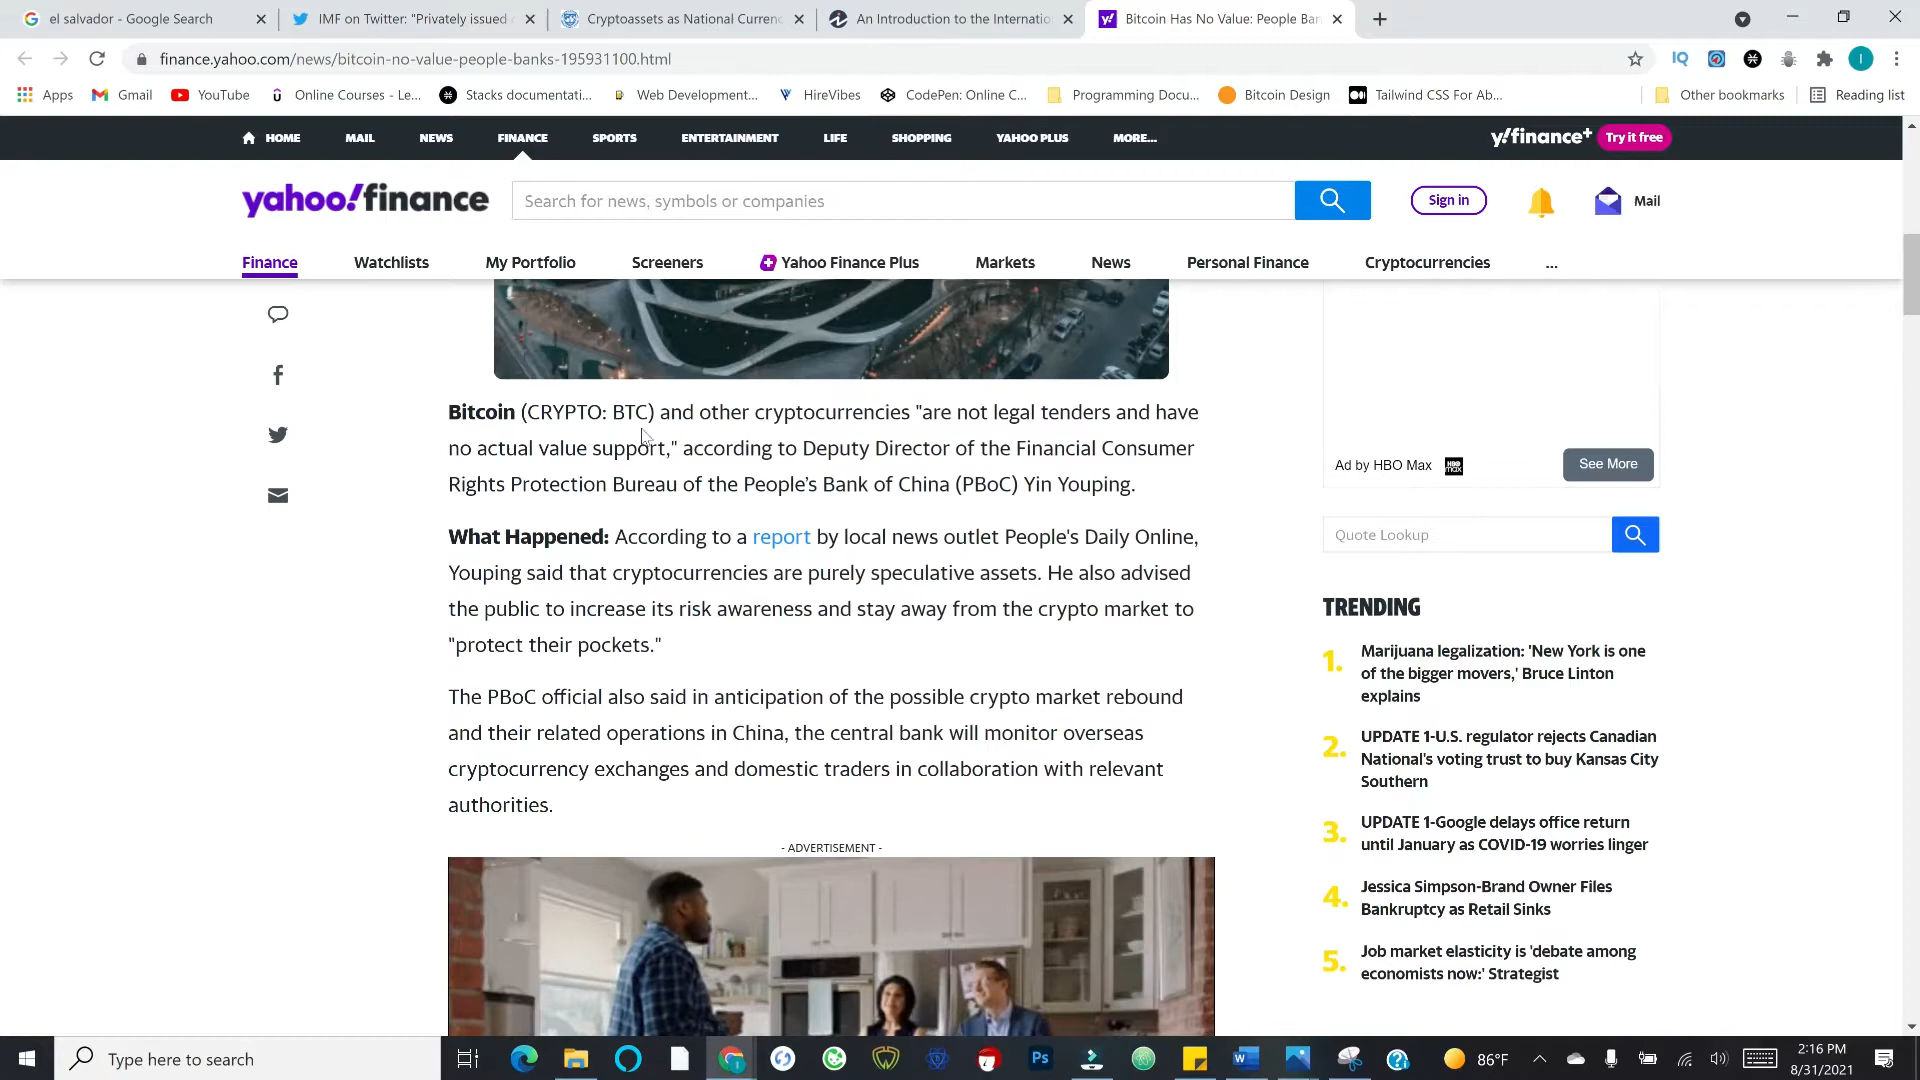 el salvador - Google Search
IMF on Twitter: "Privately issued
Cryptoassets as National Currenc
An Introduction to the Internatio
Bitcoin Has No Value: People Ban
finance.yahoo.com/news/bitcoin-no-value-people-banks-195931100.html
IQ
I
Apps
Gmail
YouTube
Online Courses - Le...
Stacks documentati...
Web Development...
HireVibes
CodePen: Online C...
Programming Docu...
Bitcoin Design
Tailwind CSS For Ab...
Other bookmarks
Reading list
HOME
MAIL
NEWS
FINANCE
SPORTS
ENTERTAINMENT
LIFE
SHOPPING
YAHOO PLUS
MORE...
y!finance+
Try it free
yahoo!finance
Search for news, symbols or companies
Sign in
Mail
Finance
Watchlists
My Portfolio
Screeners
Yahoo Finance Plus
Markets
News
Personal Finance
Cryptocurrencies
...
Bitcoin (CRYPTO: BTC) and other cryptocurrencies "are not legal tenders and have
no actual value support," according to Deputy Director of the Financial Consumer
Rights Protection Bureau of the People's Bank of China (PBoC) Yin Youping.
What Happened: According to a report by local news outlet People's Daily Online,
Youping said that cryptocurrencies are purely speculative assets. He also advised
the public to increase its risk awareness and stay away from the crypto market to
"protect their pockets."
The PBoC official also said in anticipation of the possible crypto market rebound
and their related operations in China, the central bank will monitor overseas
cryptocurrency exchanges and domestic traders in collaboration with relevant
authorities.
- ADVERTISEMENT -
Ad by HBO Max
HBO max
See More
Quote Lookup
TRENDING
1. Marijuana legalization: 'New York is one
of the bigger movers,' Bruce Linton
explains
2. UPDATE 1-U.S. regulator rejects Canadian
National's voting trust to buy Kansas City
Southern
3. UPDATE 1-Google delays office return
until January as COVID-19 worries linger
4. Jessica Simpson-Brand Owner Files
Bankruptcy as Retail Sinks
5. Job market elasticity is 'debate among
economists now:' Strategist
Type here to search
Ps
86°F
2:16 PM
8/31/2021